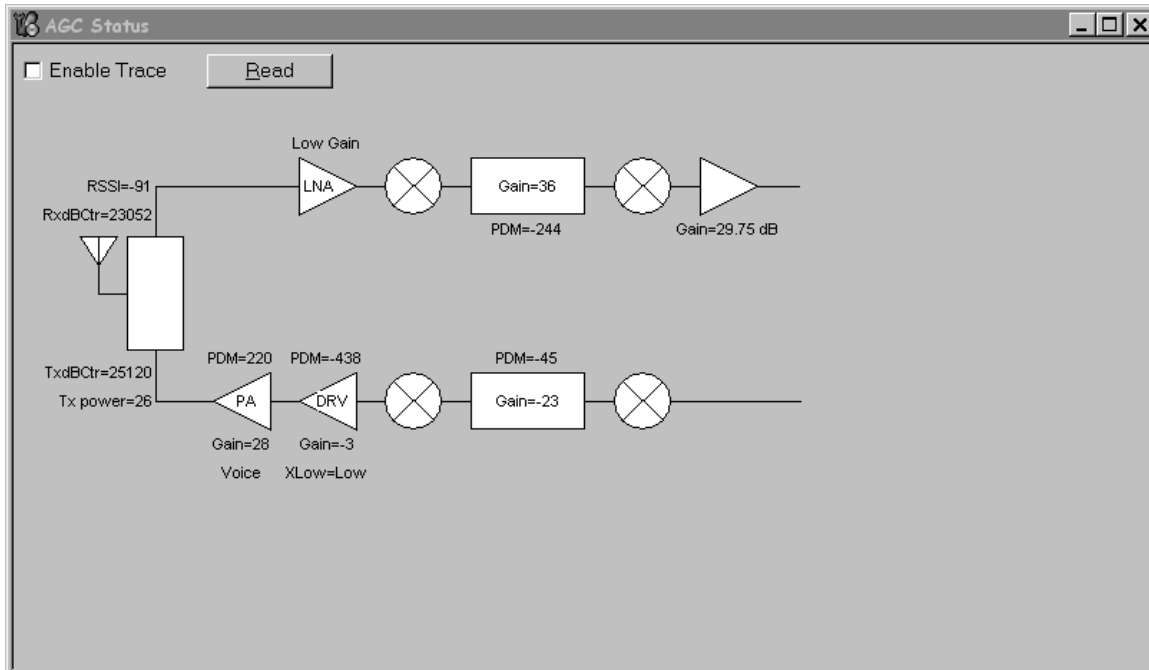 AGC Status
Enable Trace
Read
Low Gain
RSSI=-91
LNA
Gain=36
RxdBCtr=23052
PDM=-244
Gain=29.75 dB
PDM=220
PDM=-438
PDM=-45
TxdBCtr=25120
Tx power=26
PA
DRV
Gain=-23
Gain=28
Gain=-3
Voice
XLow=Low